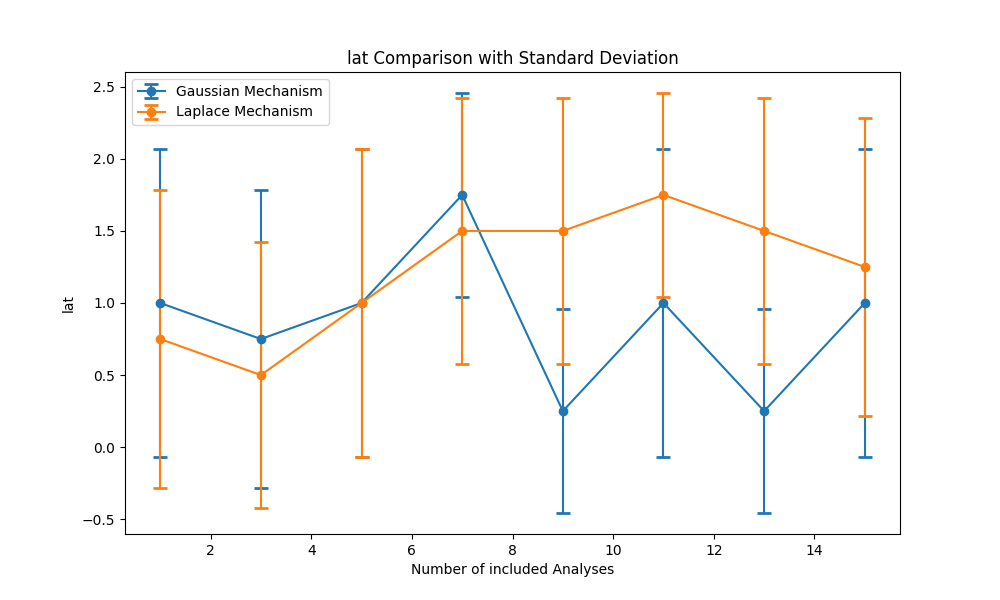 lat Comparison with Standard Deviation
Gaussian Mechanism
Laplace Mechanism
2.5
2.0
1.5
1.0
0.5
0.0
−0.5
lat
2 4 6 8 10 12 14
Number of included Analyses